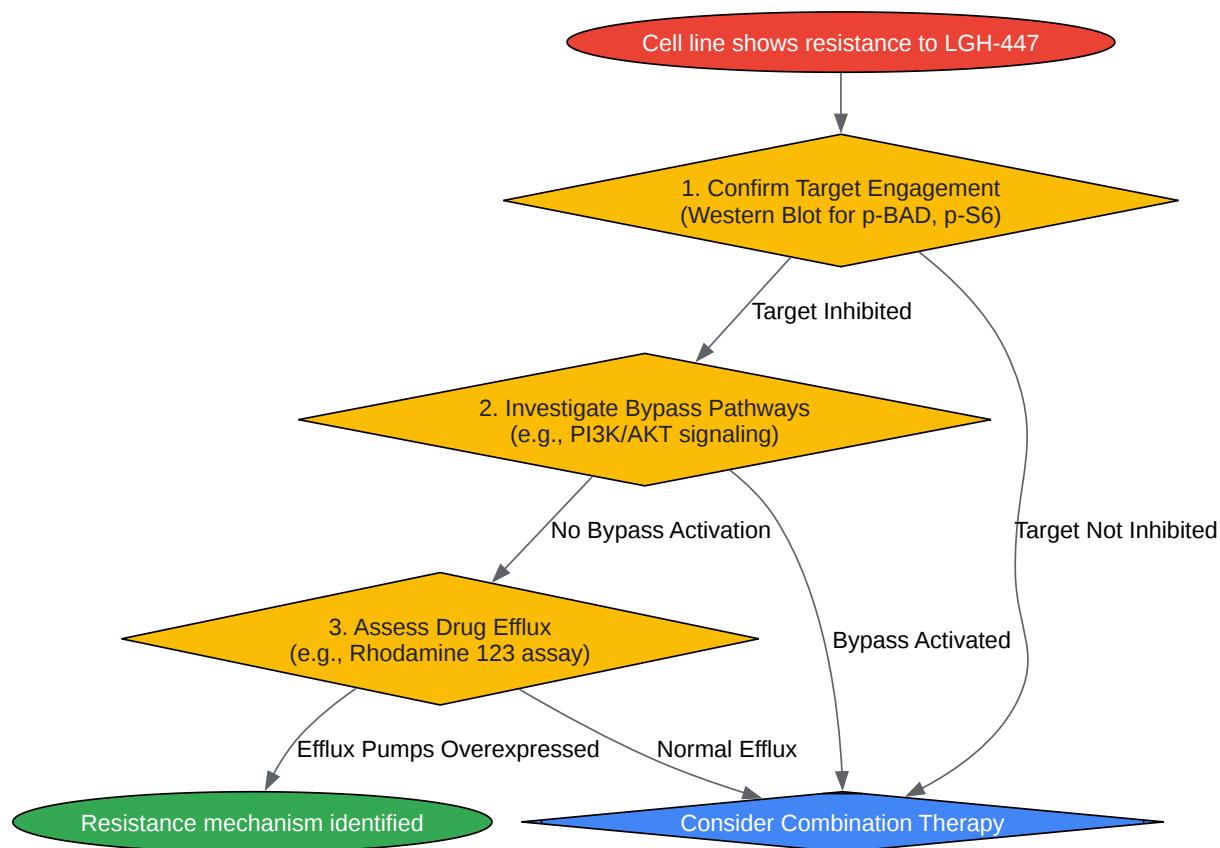 Cell line shows resistance to LGH-447
1. Confirm Target Engagement
(Western Blot for p-BAD, p-S6)
Target Inhibited
2. Investigate Bypass Pathways
(e.g., PI3K/AKT signaling)
No Bypass Activation
Target Not Inhibited
3. Assess Drug Efflux
(e.g., Rhodamine 123 assay)
Bypass Activated
Efflux Pumps Overexpressed
Normal Efflux
Resistance mechanism identified
Consider Combination Therapy